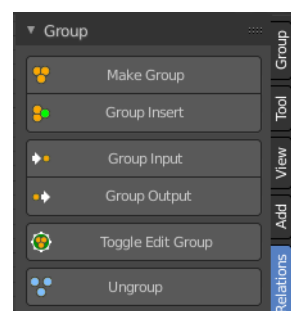 Group
Make Group
Group Insert
Group Input
Group Output
Toggle Edit Group
Ungroup
Group
Tool
View
Add
Relations